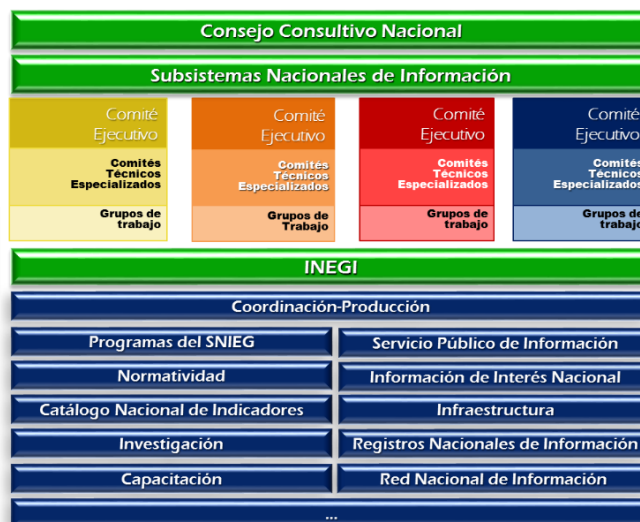 Consejo Consultivo Nacional
Subsistemas Nacionales de Información
Comité
Ejecutivo
Comités
Técnicos
Especializados
Grupos de
trabajo
Comité
Ejecutivo
Comités
Técnicos
Especializados
Grupos de
Trabajo
Comité
Ejecutivo
Comités
Técnicos
Especializados
Grupos de
trabajo
Comité
Ejecutivo
Comités
Técnicos
Especializados
Grupos de
trabajo
INEGI
Coordinación-Producción
Programas del SNIEG
Servicio Público de Información
Normatividad
Información de Interés Nacional
Catálogo Nacional de Indicadores
Infraestructura
Investigación
Registros Nacionales de Información
Capacitación
Red Nacional de Información
...